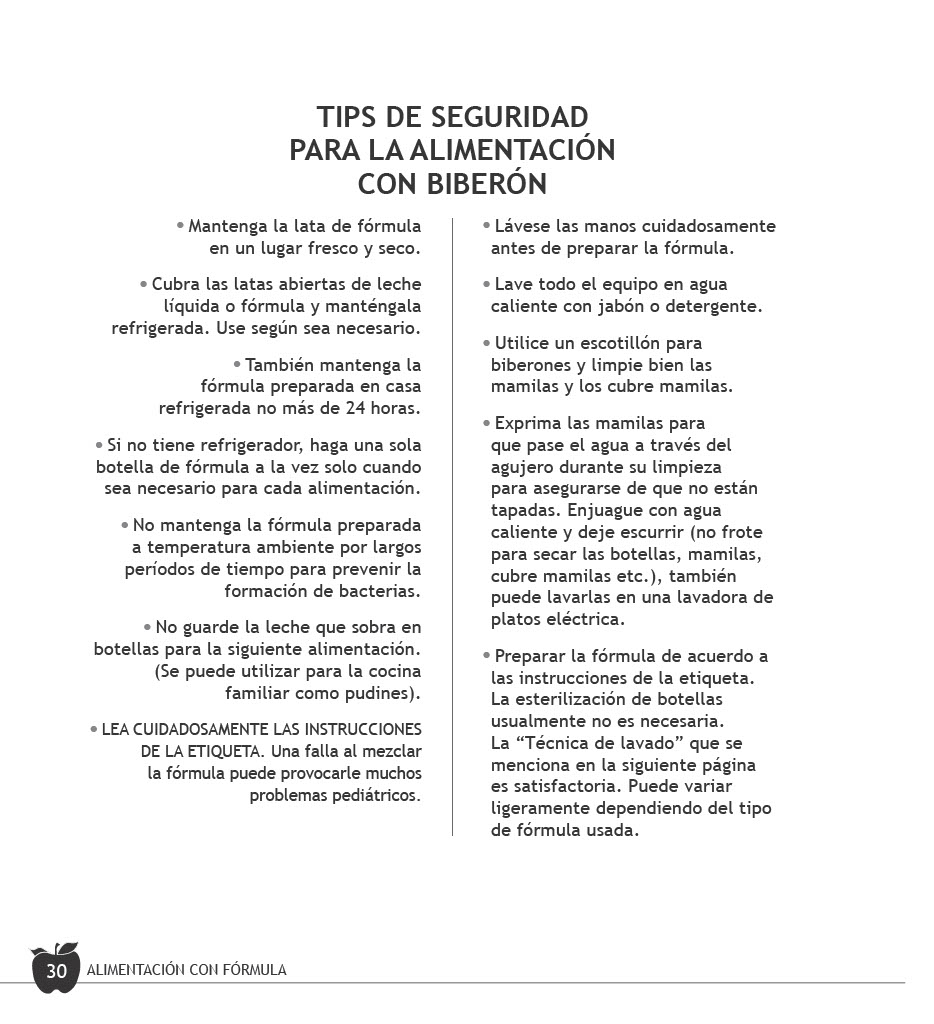 TIPS DE SEGURIDAD
PARA LA ALIMENTACIÓN
CON BIBERÓN
• Mantenga la lata de fórmula
en un lugar fresco y seco.
• Cubra las latas abiertas de leche
líquida o fórmula y manténgala
refrigerada. Use según sea necesario.
• También mantenga la
fórmula preparada en casa
refrigerada no más de 24 horas.
• Si no tiene refrigerador, haga una sola
botella de fórmula a la vez solo cuando
sea necesario para cada alimentación.
• No mantenga la fórmula preparada
a temperatura ambiente por largos
períodos de tiempo para prevenir la
formación de bacterias.
• No guarde la leche que sobra en
botellas para la siguiente alimentación.
(Se puede utilizar para la cocina
familiar como pudines).
• LEA CUIDADOSAMENTE LAS INSTRUCCIONES
DE LA ETIQUETA. Una falla al mezclar
la fórmula puede provocarle muchos
problemas pediátricos.
• Lávese las manos cuidadosamente
antes de preparar la fórmula.
• Lave todo el equipo en agua
caliente con jabón o detergente.
• Utilice un escotillón para
biberones y limpie bien las
mamilas y los cubre mamilas.
• Exprima las mamilas para
que pase el agua a través del
agujero durante su limpieza
para asegurarse de que no están
tapadas. Enjuague con agua
caliente y deje escurrir (no frote
para secar las botellas, mamilas,
cubre mamilas etc.), también
puede lavarlas en una lavadora de
platos eléctrica.
• Preparar la fórmula de acuerdo a
las instrucciones de la etiqueta.
La esterilización de botellas
usualmente no es necesaria.
La “Técnica de lavado” que se
menciona en la siguiente página
es satisfactoria. Puede variar
ligeramente dependiendo del tipo
de fórmula usada.
30 ALIMENTACIÓN CON FÓRMULA